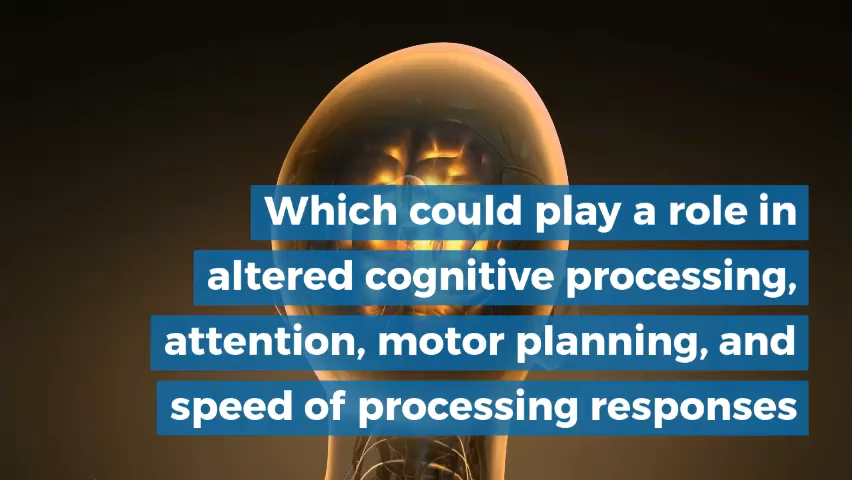 Which could play a role in
altered cognitive processing,
attention, motor planning, and
speed of processing responses